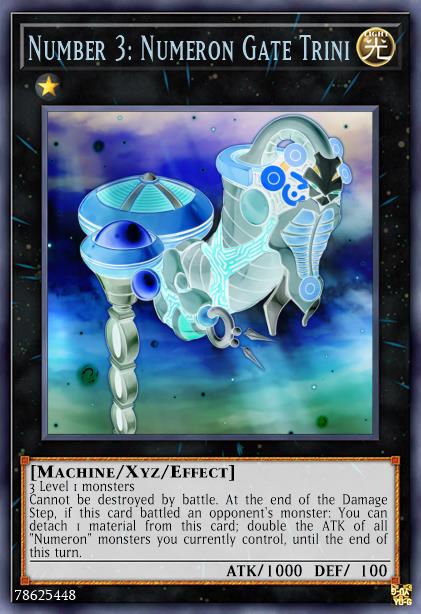 Number 3: Numeron Gate Trini
LIGHT
光
[Machine/Xyz/Effect]
3 Level 1 monsters
Cannot be destroyed by battle. At the end of the Damage
Step, if this card battled an opponent's monster: You can
detach 1 material from this card; double the ATK of all
"Numeron" monsters you currently control, until the end of
this turn.
ATK/1000 DEF/ 100
78625448